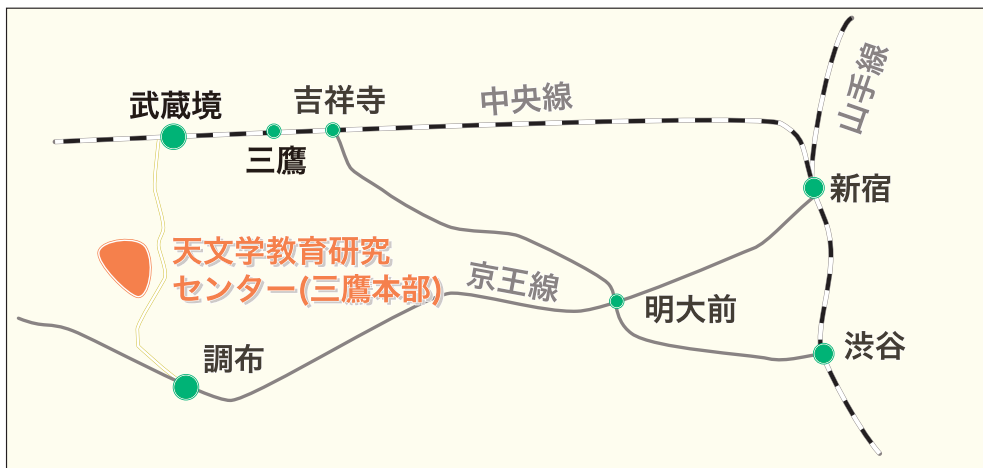 山手線
中央線
吉祥寺
武蔵境
三鷹
新宿
天文学教育研究
センター(三鷹本部)
京王線
明大前
渋谷
調布